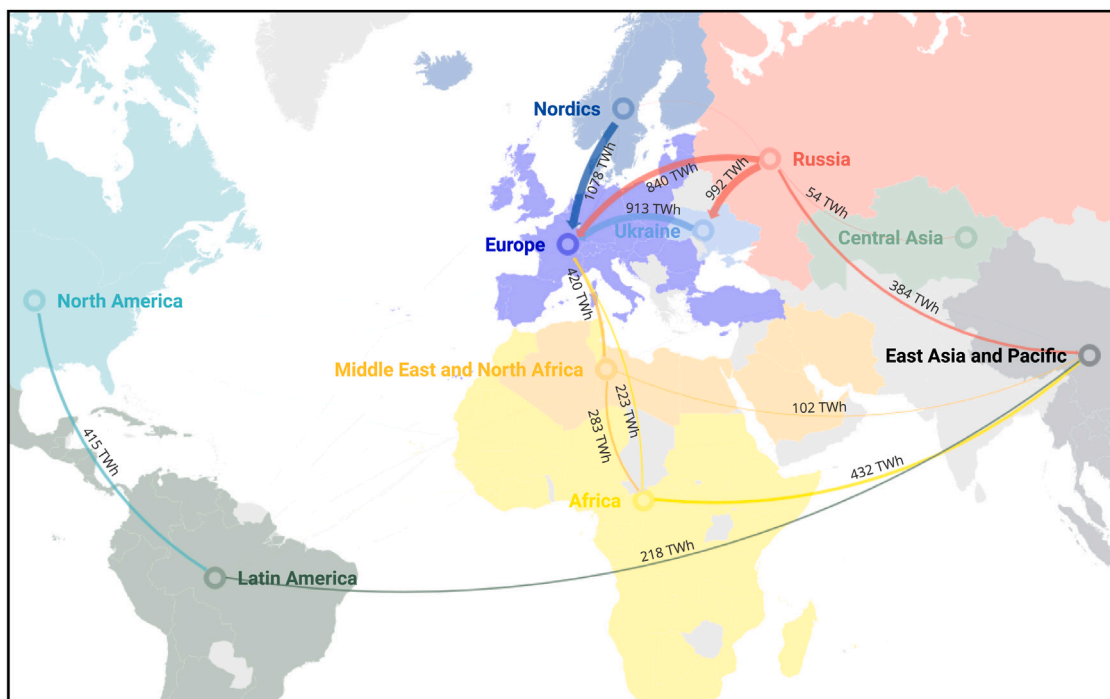 Nordics
1078 TWh
840 TWh
992 TWh
Russia
54 TWh
913 TWh
Ukraine
Europe
Central Asia
420 TWh
384 TWh
North America
East Asia and Pacific
Middle East and North Africa
223 TWh
102 TWh
283 TWh
415 TWh
432 TWh
Africa
218 TWh
Latin America